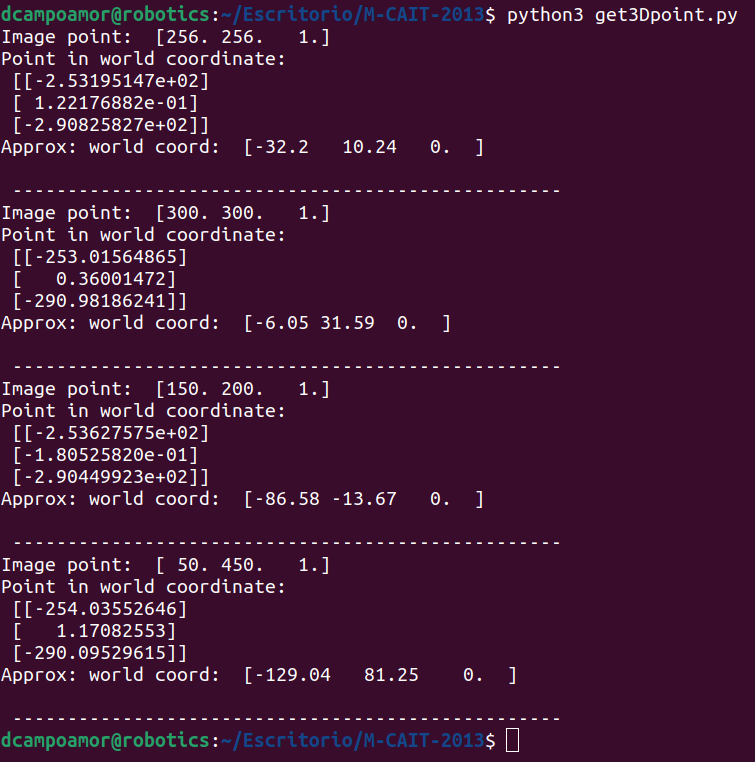 dcampoamor@robotics:~/Escritorio/M-CAIT-2013$ python3 get3Dpoint.py
Image point:  [256. 256.   1.]
Point in world coordinate:
 [[-2.53195147e+02]
 [ 1.22176882e-01]
 [-2.90825827e+02]]
Approx: world coord:  [-32.2   10.24   0.  ]

 --------------------------------------------------
Image point:  [300. 300.   1.]
Point in world coordinate:
 [[-253.01564865]
 [   0.36001472]
 [-290.98186241]]
Approx: world coord:  [-6.05 31.59  0.  ]

 --------------------------------------------------
Image point:  [150. 200.   1.]
Point in world coordinate:
 [[-2.53627575e+02]
 [-1.80525820e-01]
 [-2.90449923e+02]]
Approx: world coord:  [-86.58 -13.67   0.  ]

 --------------------------------------------------
Image point:  [ 50. 450.   1.]
Point in world coordinate:
 [[-254.03552646]
 [   1.17082553]
 [-290.09529615]]
Approx: world coord:  [-129.04   81.25    0.  ]

 --------------------------------------------------
dcampoamor@robotics:~/Escritorio/M-CAIT-2013$